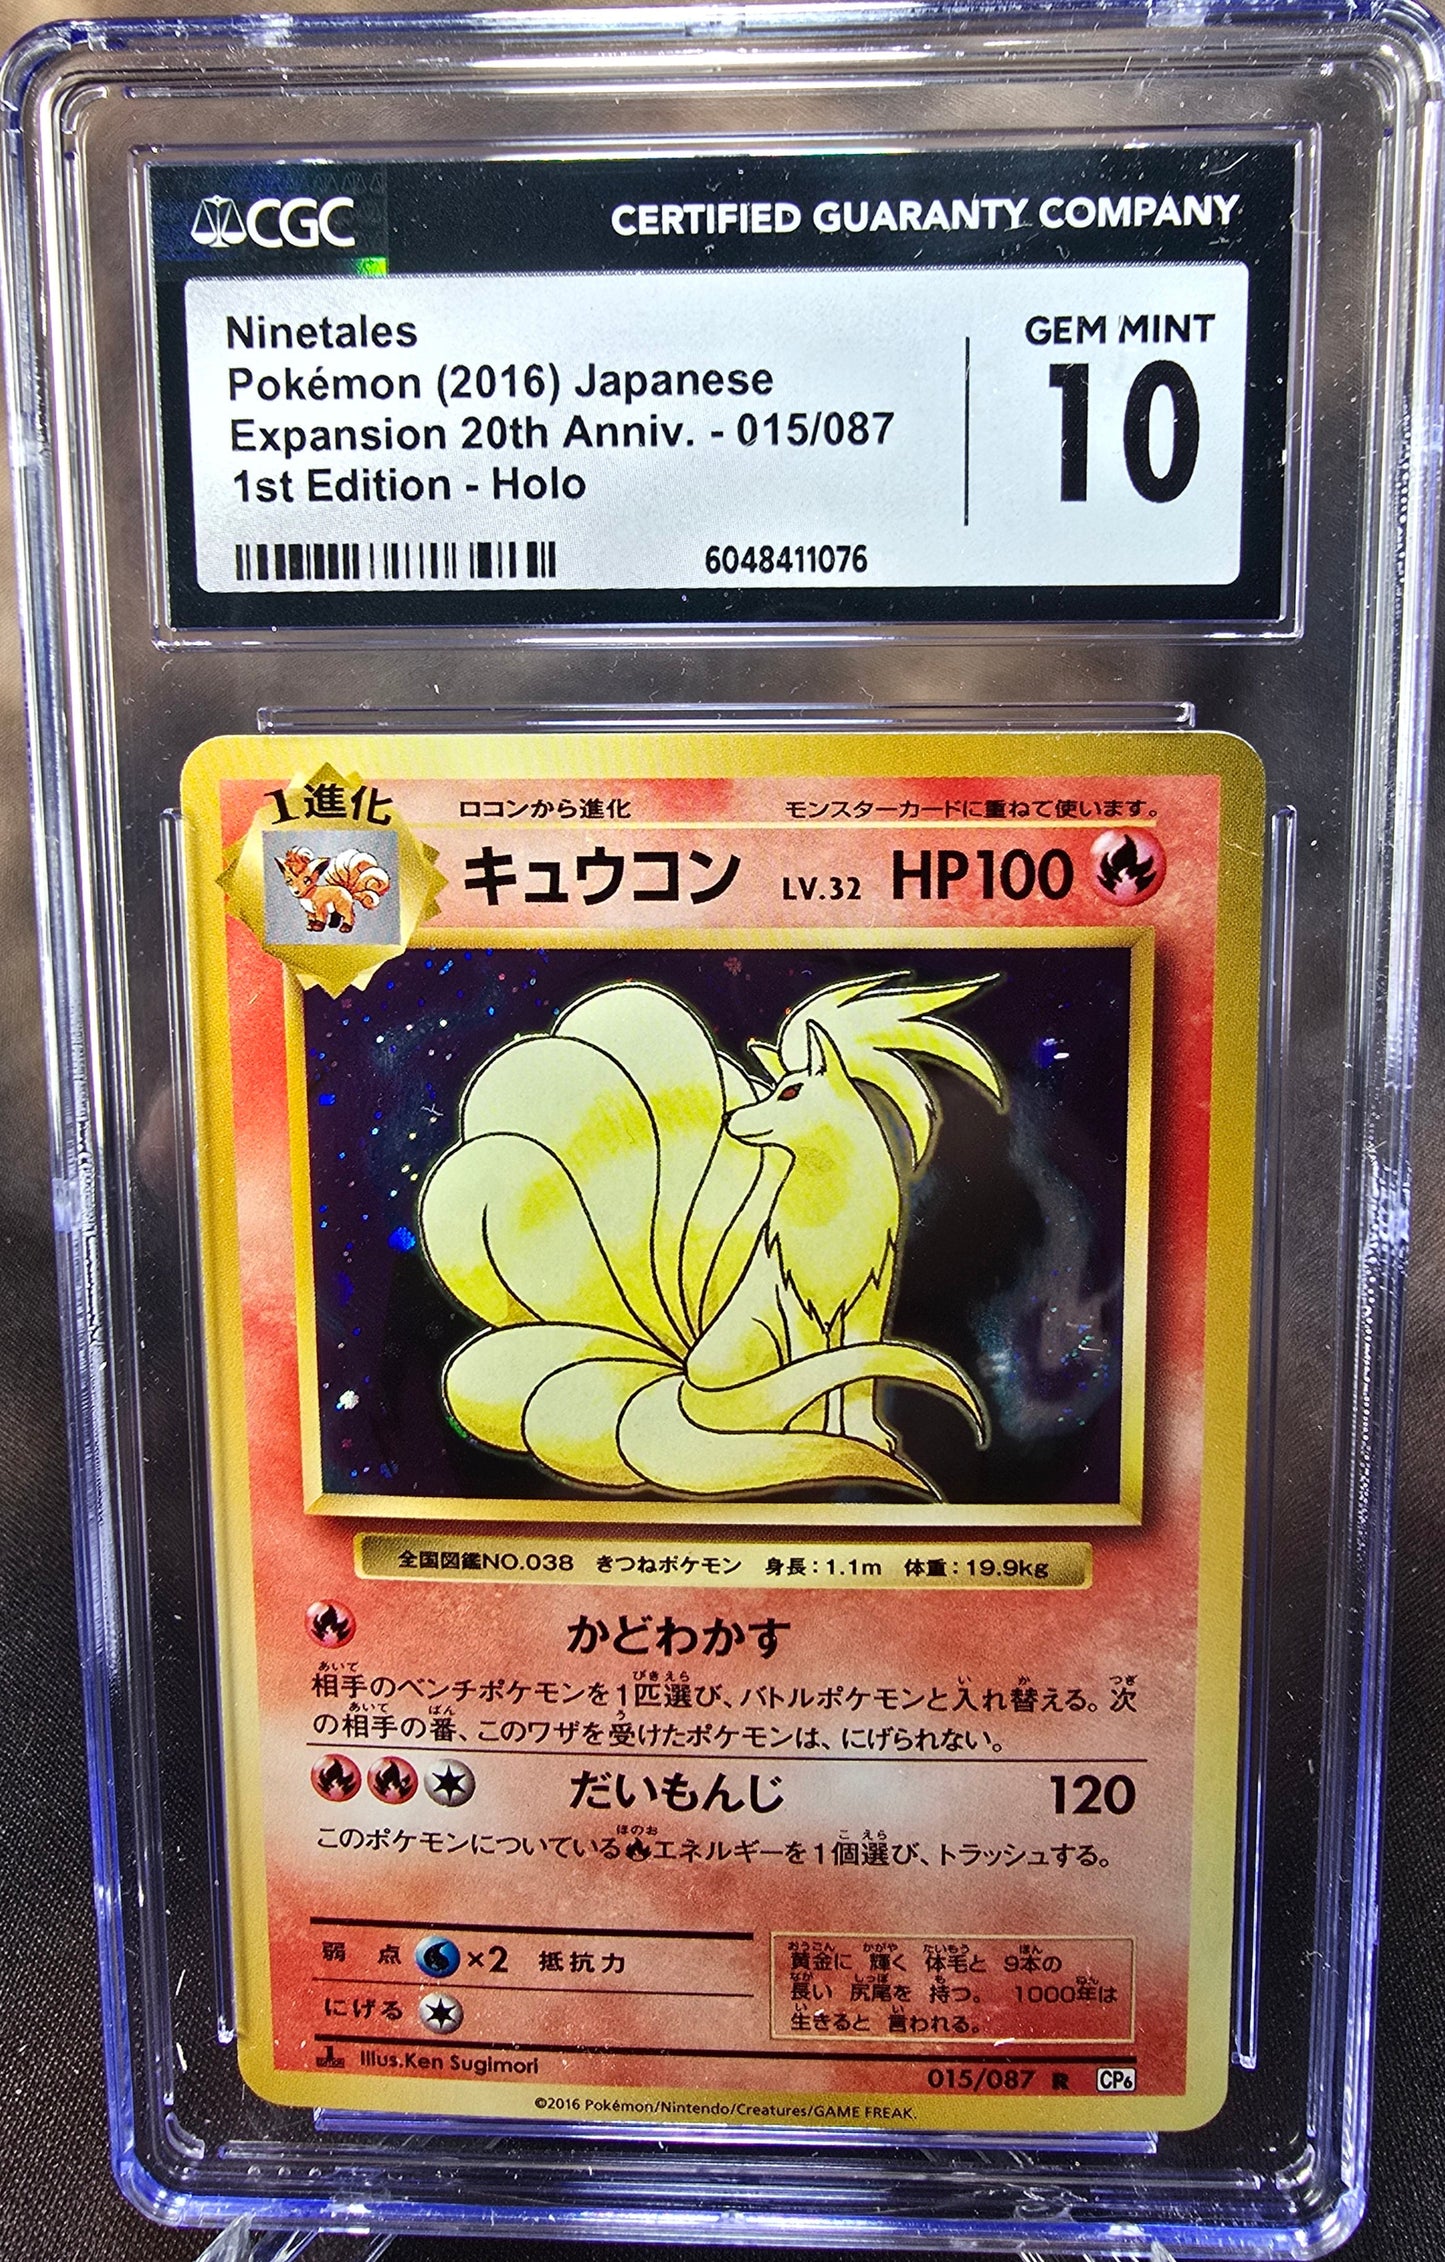 CGC
CERTIFIED GUARANTY COMPANY
Ninetales
Pokémon (2016) Japanese
Expansion 20th Anniv. - 015/087
1st Edition - Holo
GEM MINT
10
6048411076
1進化
ロコンから進化
モンスターカードに重ねて使います。
キュウコン LV.32 HP100
全国図鑑NO.038 きつねポケモン 身長:1.1m 体重:19.9kg
かどわかす
相手のベンチポケモンを1匹選び、バトルポケモンと入れ替える。次
の相手の番、このワザを受けたポケモンは、にげられない。
だいもんじ 120
このポケモンについているエネルギーを1個選び、トラッシュする。
弱点 ×2 抵抗力
にげる
黄金に 輝く 体毛と 9本の
長い 尻尾を 持つ。 1000年は
生きると 言われる。
1 EDITION Illus.Ken Sugimori
015/087 R CP6
©2016 Pokémon/Nintendo/Creatures/GAME FREAK.